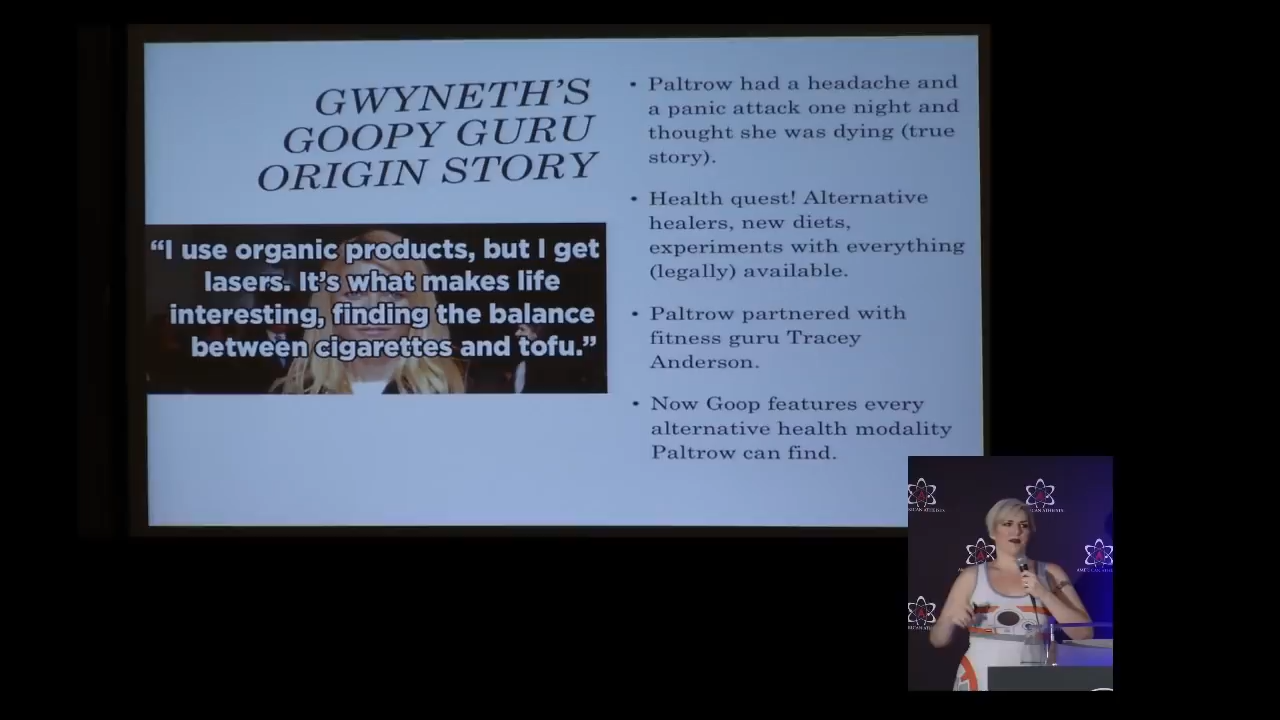 GWYNETH'S
GOOPY GURU
ORIGIN STORY
“I use organic products, but I get
lasers. It’s what makes life
interesting, finding the balance
between cigarettes and tofu.”
• Paltrow had a headache and
a panic attack one night and
thought she was dying (true
story).
• Health quest! Alternative
healers, new diets,
experiments with everything
(legally) available.
• Paltrow partnered with
fitness guru Tracey
Anderson.
• Now Goop features every
alternative health modality
Paltrow can find.